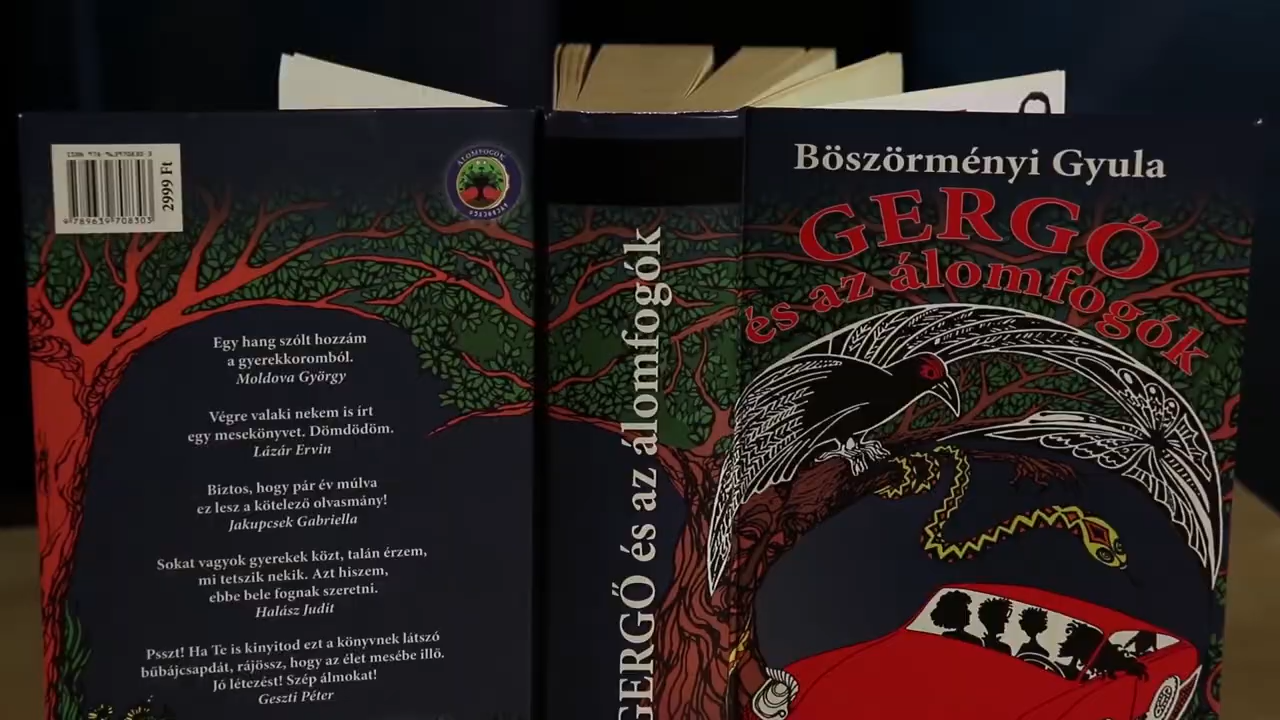 9789639708303
2999 Ft
ÁLOMFOGÓK
Egy hang szólt hozzám
a gyerekkoromból.
Moldova György
Végre valaki nekem is írt
egy mesekönyvet. Dömdödöm.
Lázár Ervin
Biztos, hogy pár év múlva
ez lesz a kötelező olvasmány!
Jakupcsek Gabriella
Sokat vagyok gyerekek közt, talán érzem,
mi tetszik nekik. Azt hiszem,
ebbe bele fognak szeretni.
Halász Judit
Psszt! Ha Te is kinyitod ezt a könyvnek látszó
bűbájcsapdát, rájössz, hogy az élet mesébe illő.
Jó létezést! Szép álmokat!
Geszti Péter
GERGŐ és az álomfogók
Böszörményi Gyula
GERGŐ
és az álomfogók